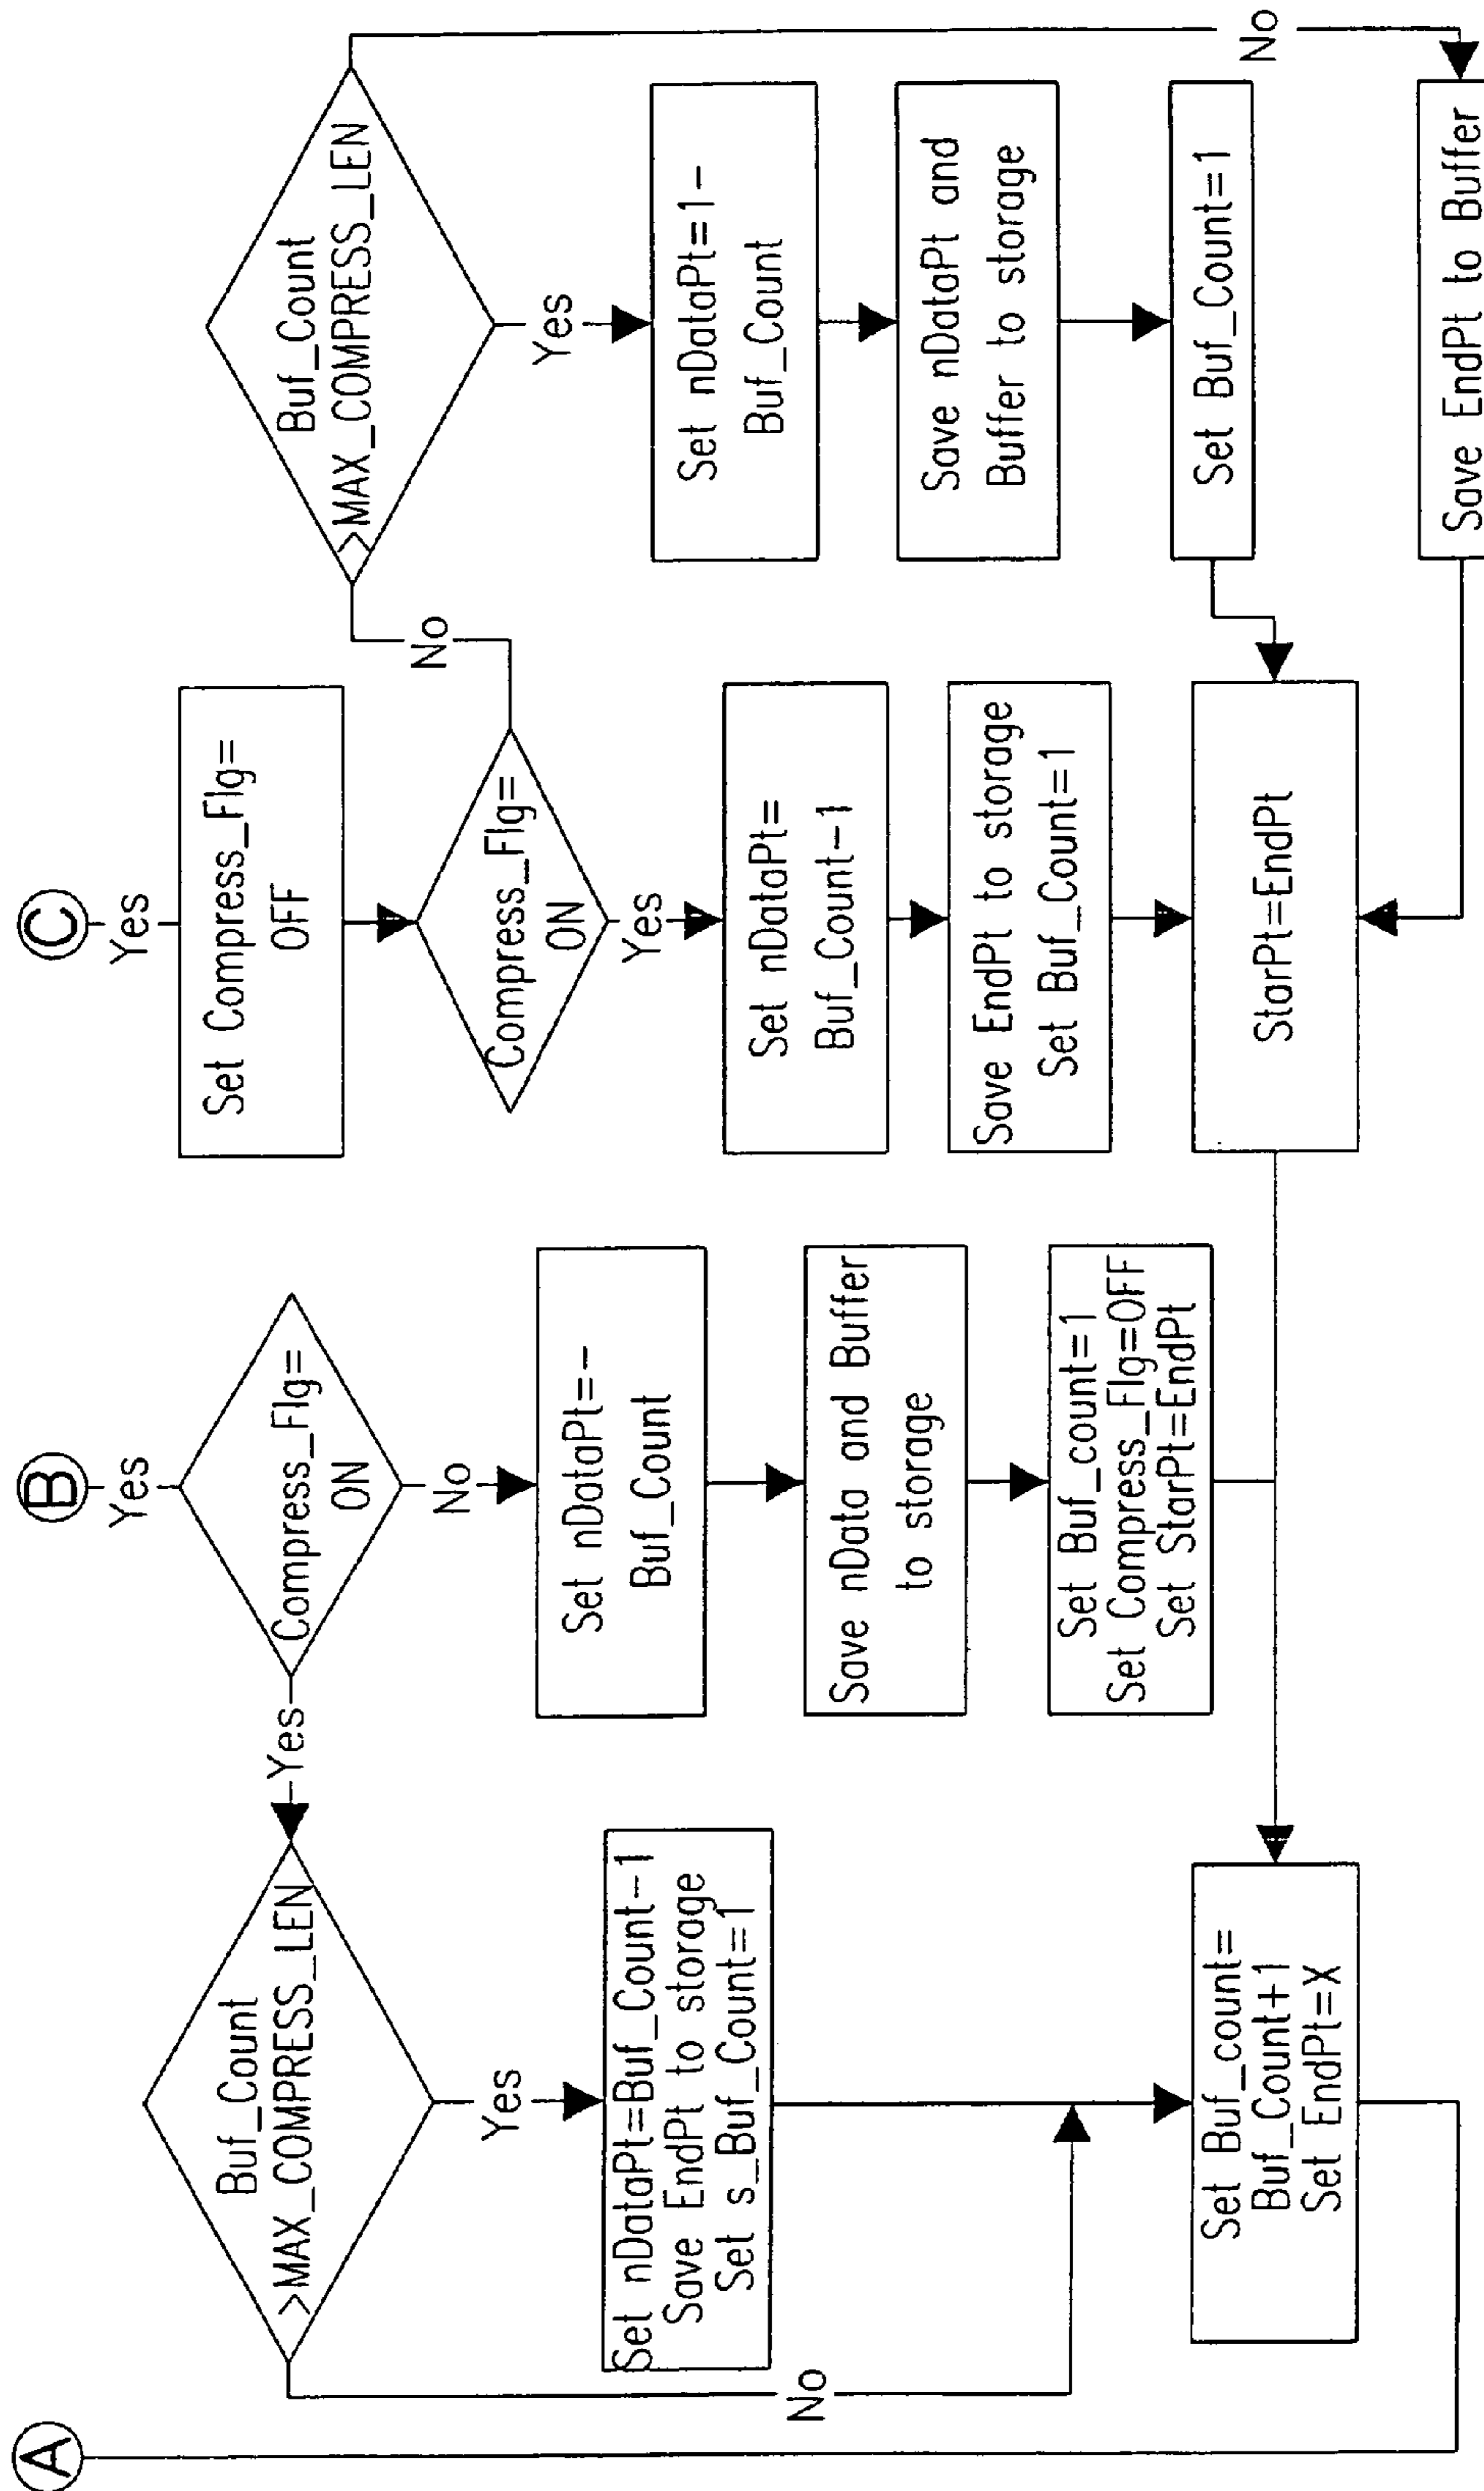 A
B
C
Yes
Yes
Buf_Count
>MAX_COMPRESS_LEN
Yes
Compress_Flg=
ON
Set Compress_Flg=
OFF
Buf_Count
>MAX_COMPRESS_LEN
No
Compress_Flg=
ON
Yes
No
Yes
Yes
Set nDataPt=Buf_Count-1
Save EndPt to storage
Set s_Buf_Count=1
No
Set nDataPt=-
Buf_Count
Save nData and Buffer
to storage
Set Buf_count=1
Set Compress_Flg=OFF
Set StarPt=EndPt
Set nDataPt=
Buf_Count-1
Save EndPt to storage
Set Buf_Count=1
StarPt=EndPt
Set nDataPt=1-
Buf_Count
Save nDataPt and
Buffer to storage
Set Buf_Count=1
No
Save EndPt to Buffer
Set Buf_count=
Buf_Count+1
Set EndPt=X